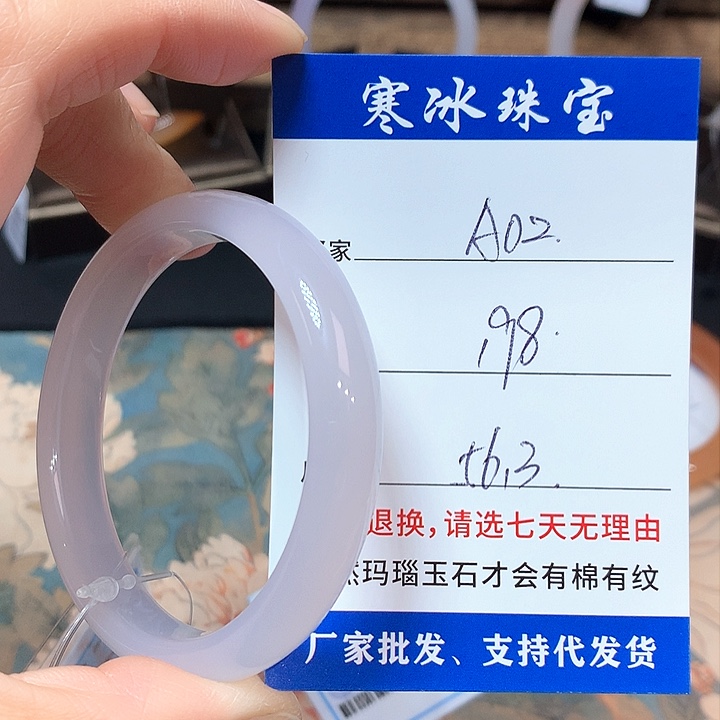 寒冰珠宝
家 A02.
198.
56.3.
退换,请选七天无理由
然玛瑙玉石才会有棉有纹
厂家批发、支持代发货